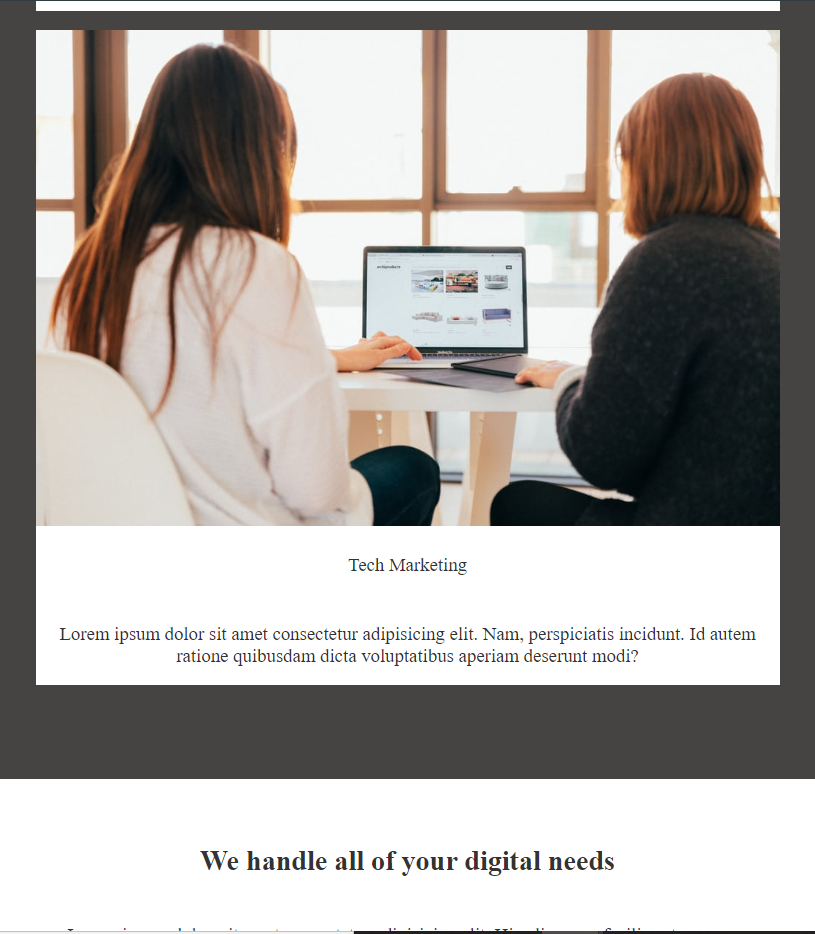 Tech Marketing
Lorem ipsum dolor sit amet consectetur adipisicing elit. Nam, perspiciatis incidunt. Id autem
ratione quibusdam dicta voluptatibus aperiam deserunt modi?
We handle all of your digital needs